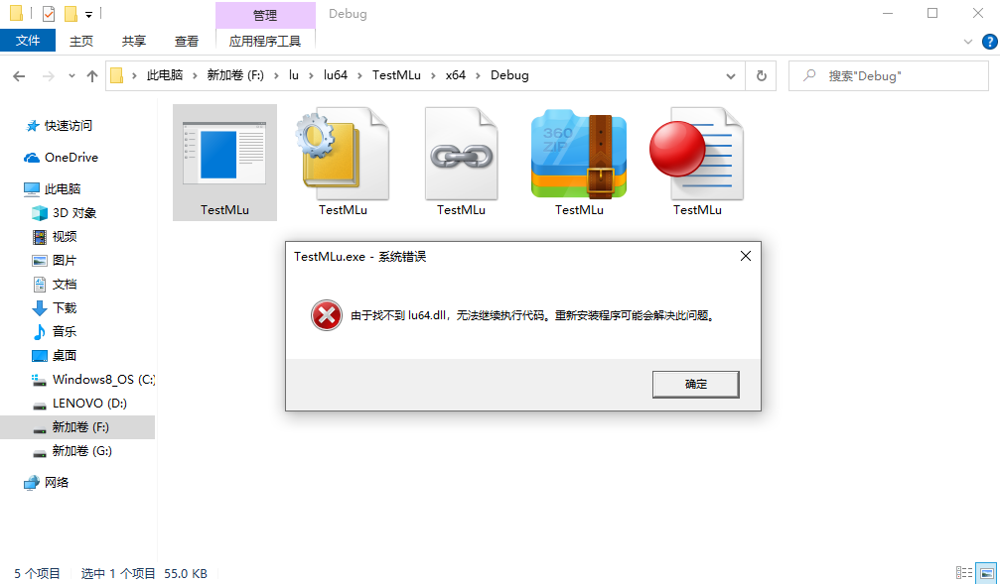 管理
Debug
文件
主页
共享
查看
应用程序工具
此电脑
新加卷 (F:)
lu
lu64
TestMLu
x64
Debug
搜索"Debug"
快速访问
OneDrive
此电脑
3D 对象
视频
图片
文档
下载
音乐
桌面
Windows8_OS (C:)
LENOVO (D:)
新加卷 (F:)
新加卷 (G:)
网络
360
ZIP
TestMLu
TestMLu
TestMLu
TestMLu
TestMLu
TestMLu.exe - 系统错误
由于找不到 lu64.dll，无法继续执行代码。重新安装程序可能会解决此问题。
确定
5 个项目
选中 1 个项目 55.0 KB